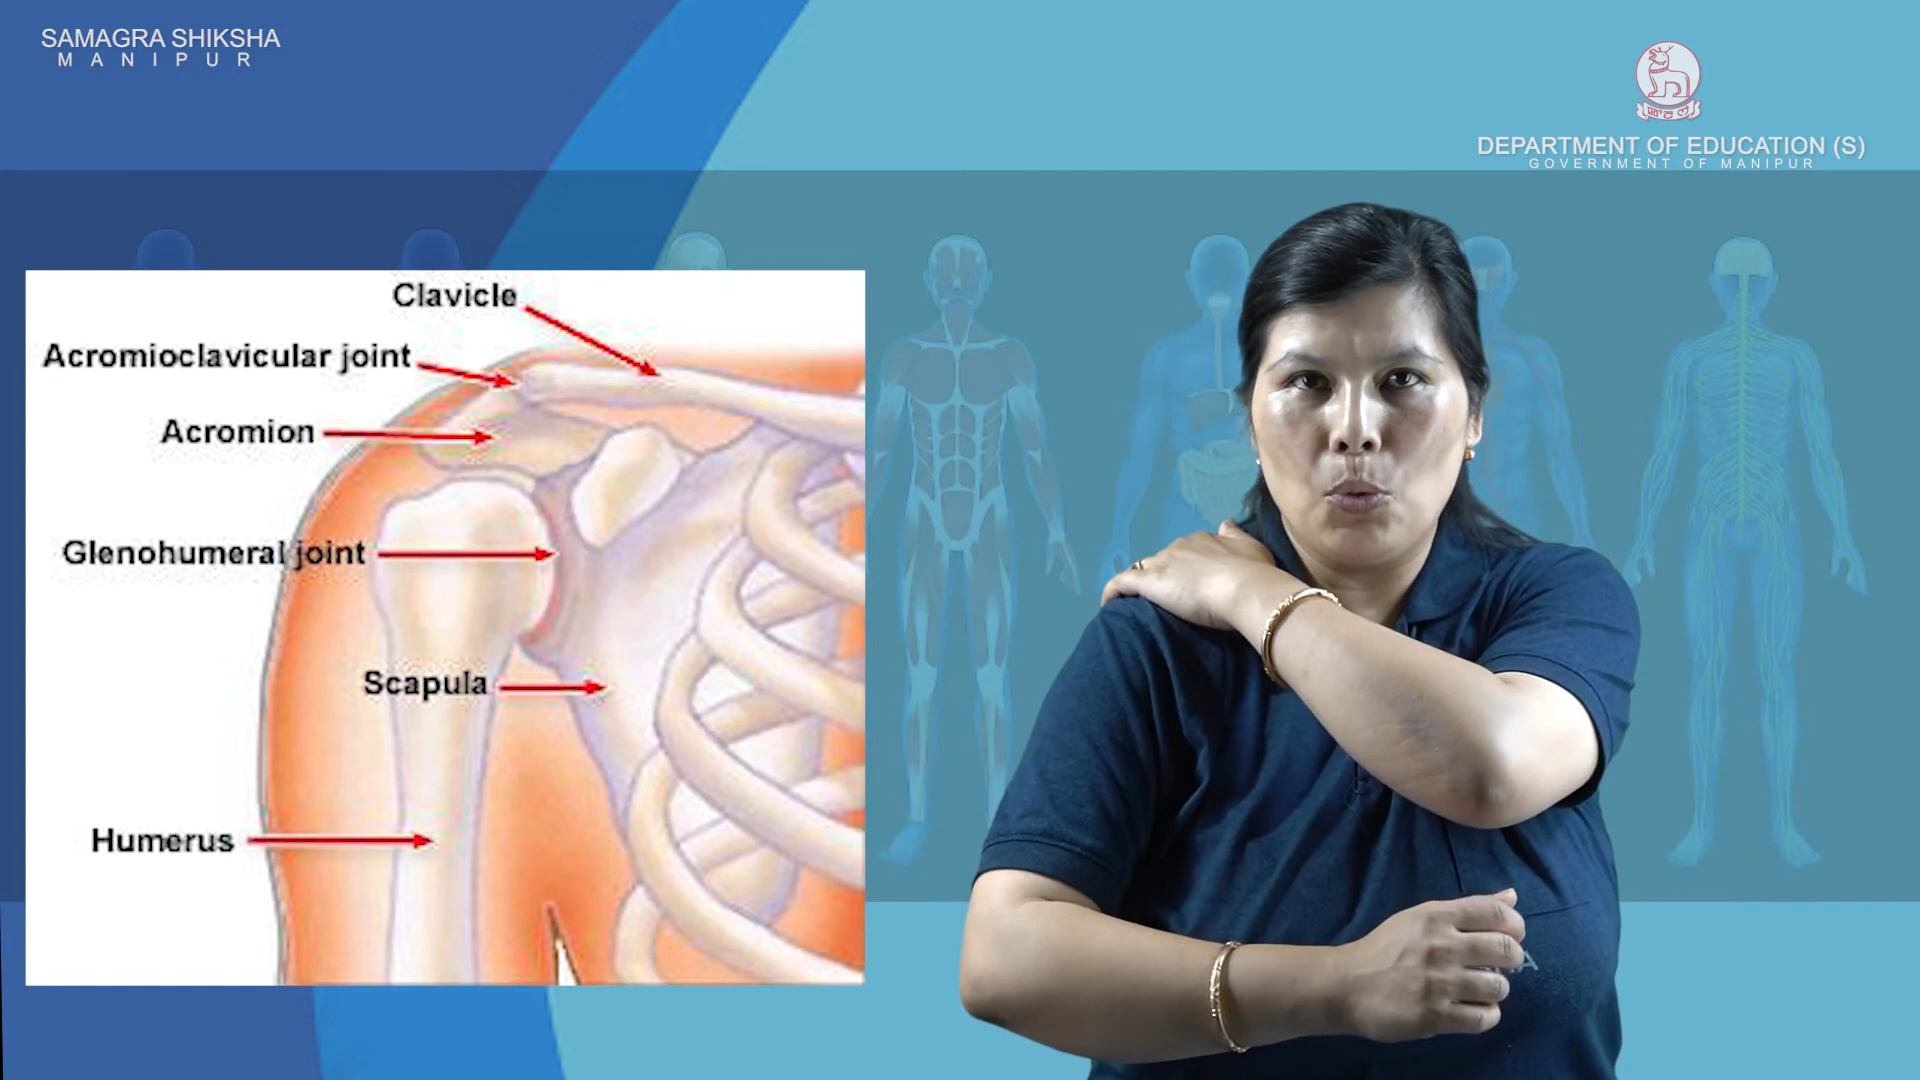 SAMAGRA SHIKSHA
MANIPUR
DEPARTMENT OF EDUCATION (S)
GOVERNMENT OF MANIPUR
Clavicle
Acromioclavicular joint
Acromion
Glenohumeral joint
Scapula
Humerus